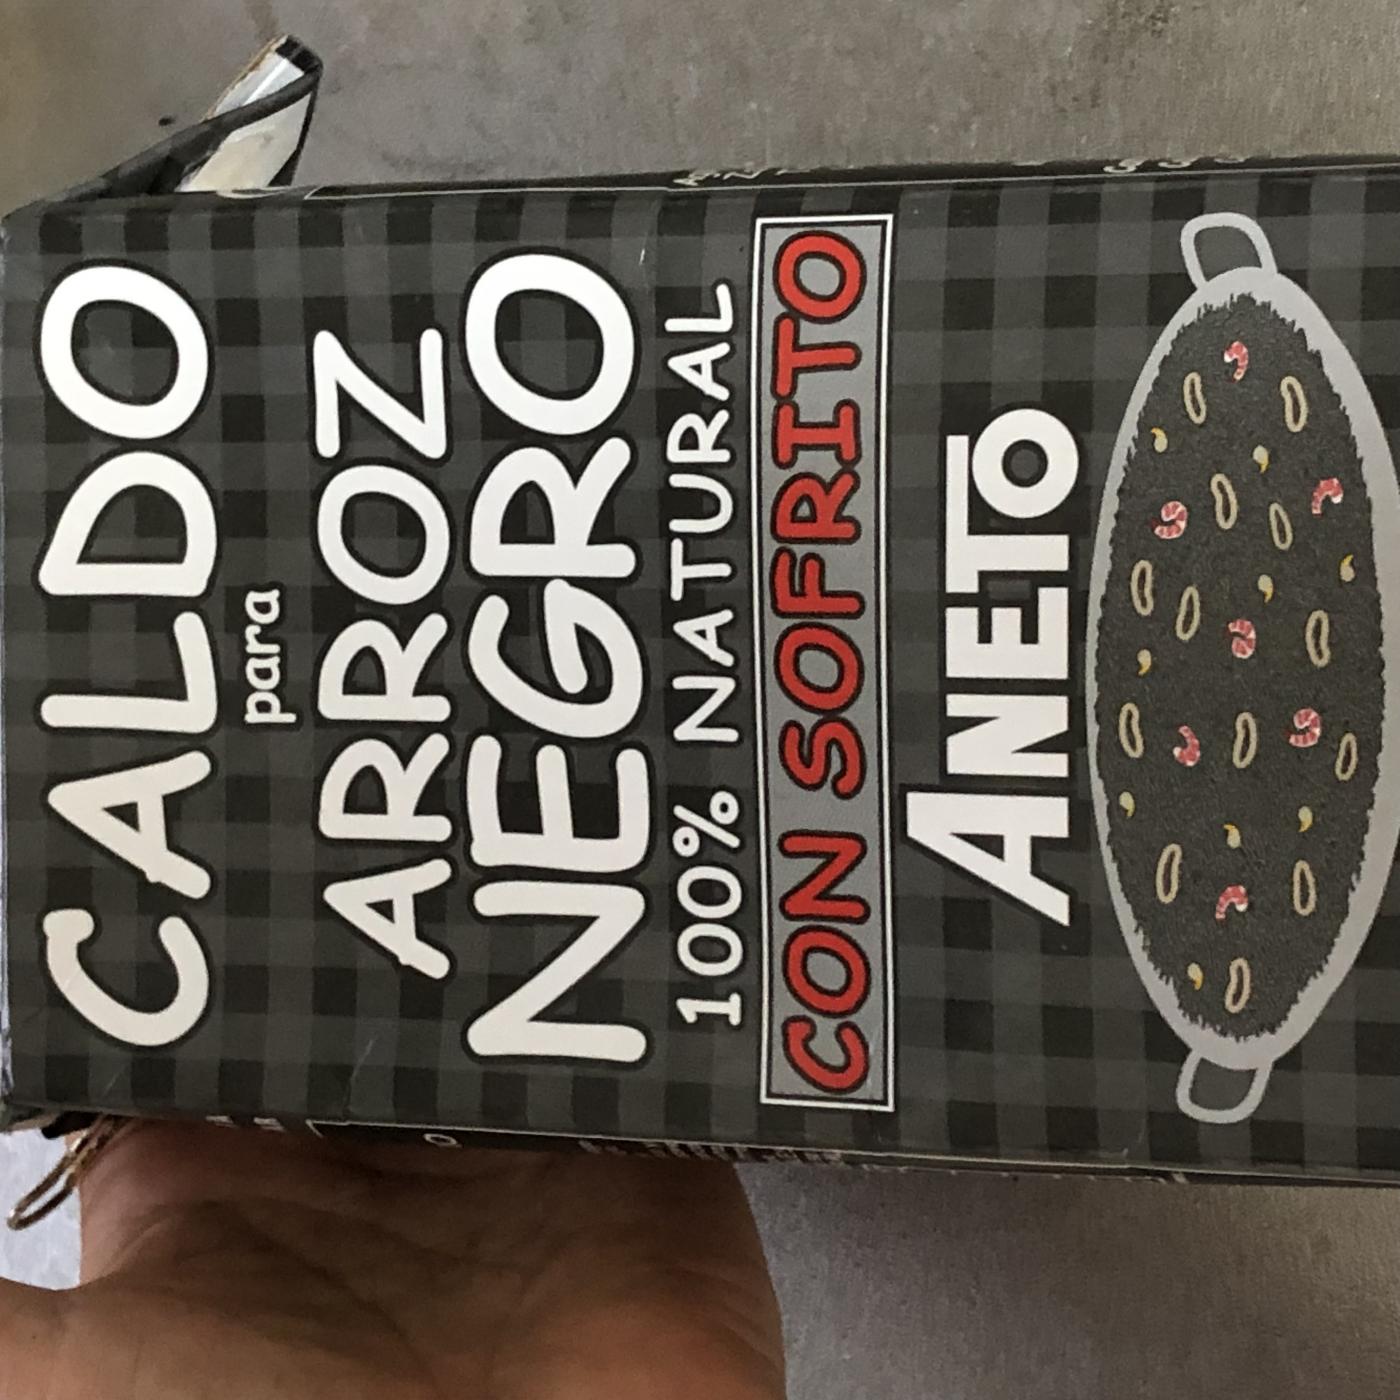 CALDO
para
ARROZ
NEGRO
100% NATURAL
CON SOFRITO
ANETO